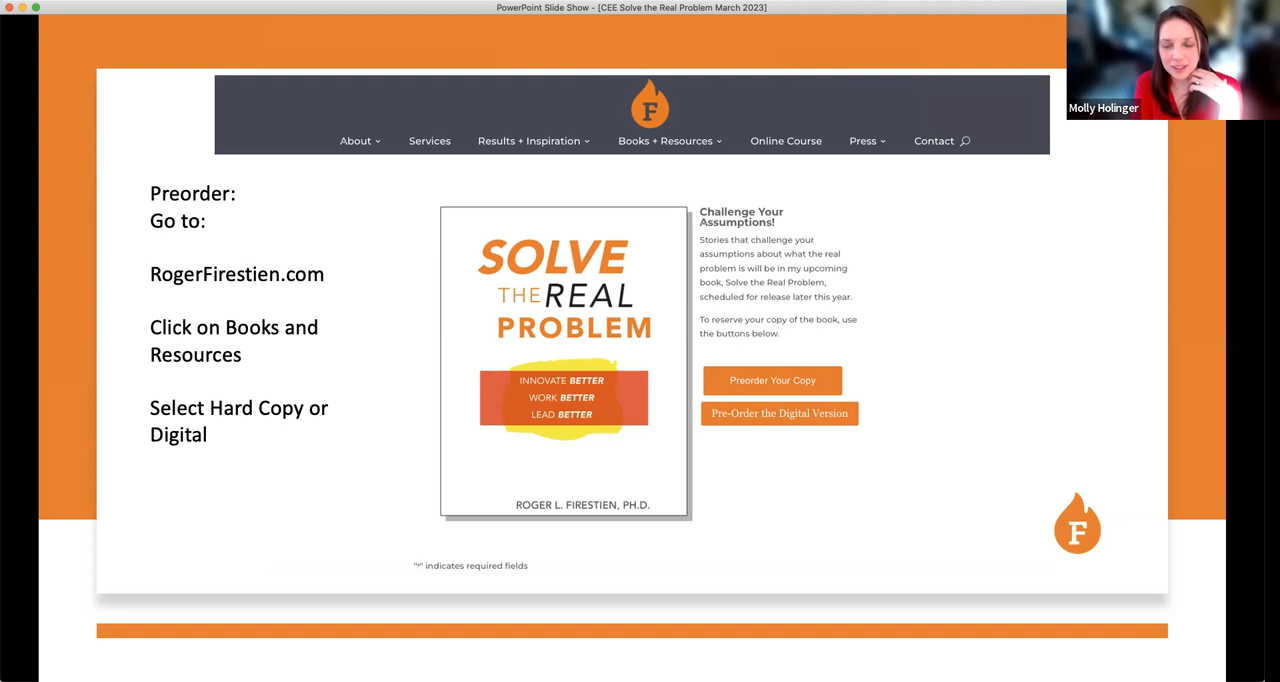 PowerPoint Slide Show - [CEE Solve the Real Problem March 2023]
Molly Holinger
F
About
Services
Results + Inspiration
Books + Resources
Online Course
Press
Contact
Preorder:
Go to:
RogerFirestien.com
Click on Books and
Resources
Select Hard Copy or
Digital
SOLVE
THE REAL
PROBLEM
INNOVATE BETTER
WORK BETTER
LEAD BETTER
ROGER L. FIRESTIEN, PH.D.
Challenge Your
Assumptions!
Stories that challenge your
assumptions about what the real
problem is will be in my upcoming
book, Solve the Real Problem,
scheduled for release later this year.
To reserve your copy of the book, use
the buttons below.
Preorder Your Copy
Pre-Order the Digital Version
F
"*" indicates required fields